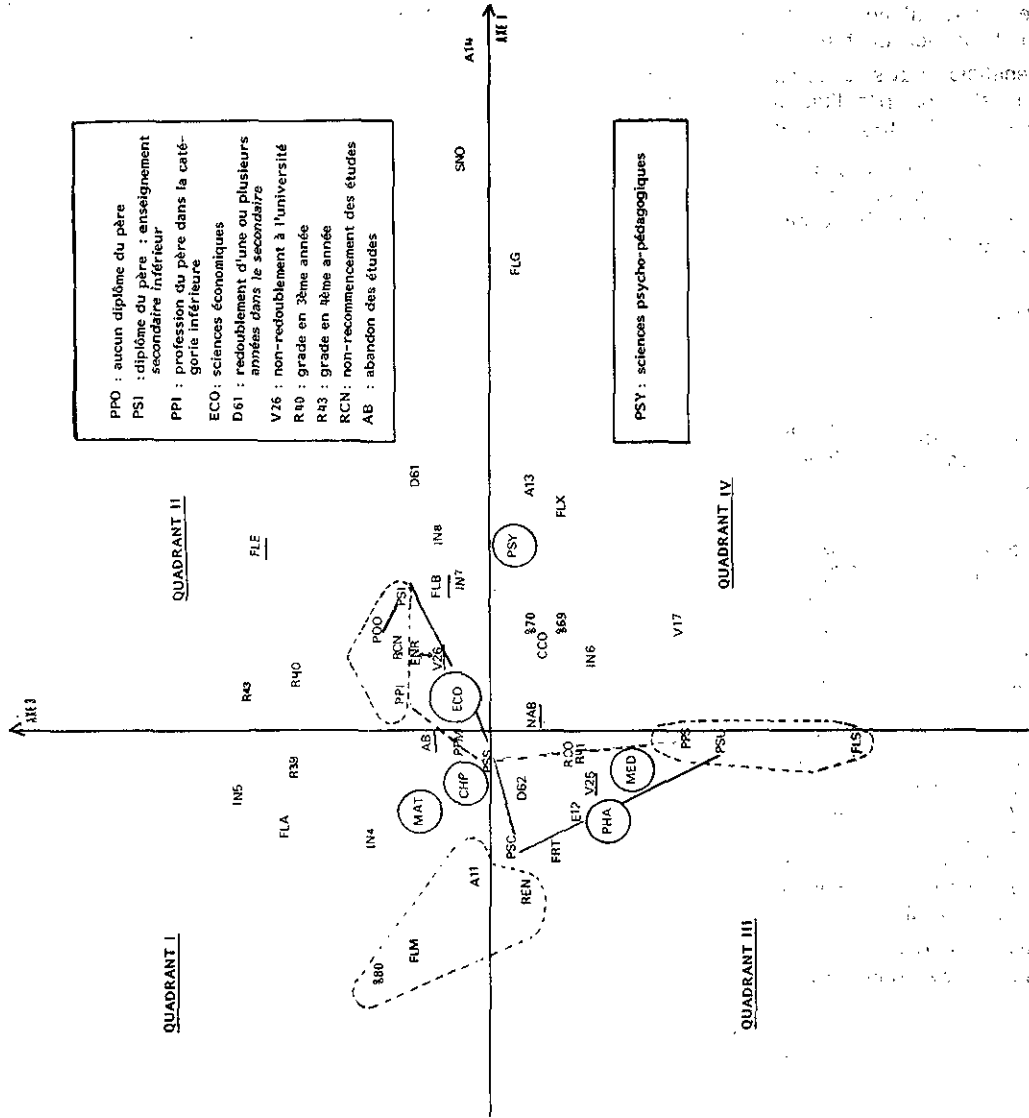 AXE 1
A14
SNO
FLG
PPO : aucun diplôme du père
PSI : diplôme du père : enseignement
secondaire inférieur
PPI : profession du père dans la caté-
gorie inférieure
ECO : sciences économiques
D61 : redoublement d'une ou plusieurs
années dans le secondaire
V26 : non-redoublement à l'université
R40 : grade en 3ème année
R43 : grade en 4ème année
RCN : non-recommencement des études
AB : abandon des études
PSY : sciences psycho-pédagogiques
QUADRANT II
FLE
D61
IN8
FLB
IN7
PSI
POO
RCN
ENR
V26
PPI
ECO
R43
R40
QUADRANT IV
A13
FLX
PSY
&70
&69
CCO
IN6
V17
NAB
AXE 3
QUADRANT I
IN5
R39
FLA
IN4
AB
PPM
PSS
CHP
MAT
A11
FLM
&80
QUADRANT III
D62
RCO
R41
V25
MED
E12
PHA
PSC
FRT
REN
PPS
PSU
FLS